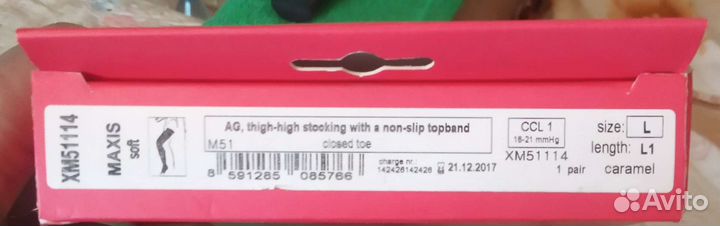 XM51114
MAXIS
soft
AG, thigh-high stocking with a non-slip topband
M51 closed toe
8 591285 085766
charge nr.:
142426142426
21.12.2017
CCL 1
18-21 mmHg
XM51114
1 pair
size: L
length: L1
caramel
Avito